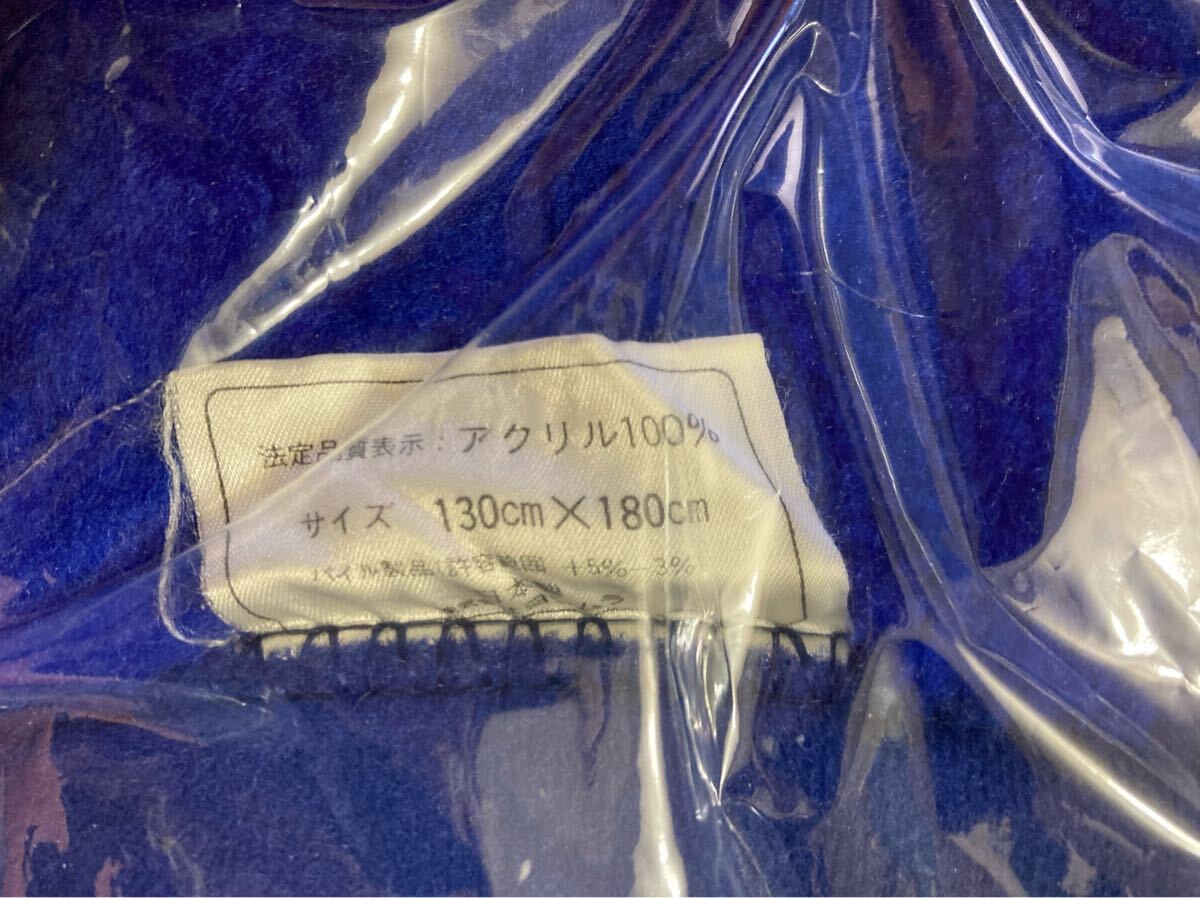 法定品質表示:アクリル100%
サイズ 130cm×180cm
パイル製品許容範囲 +5%-3%